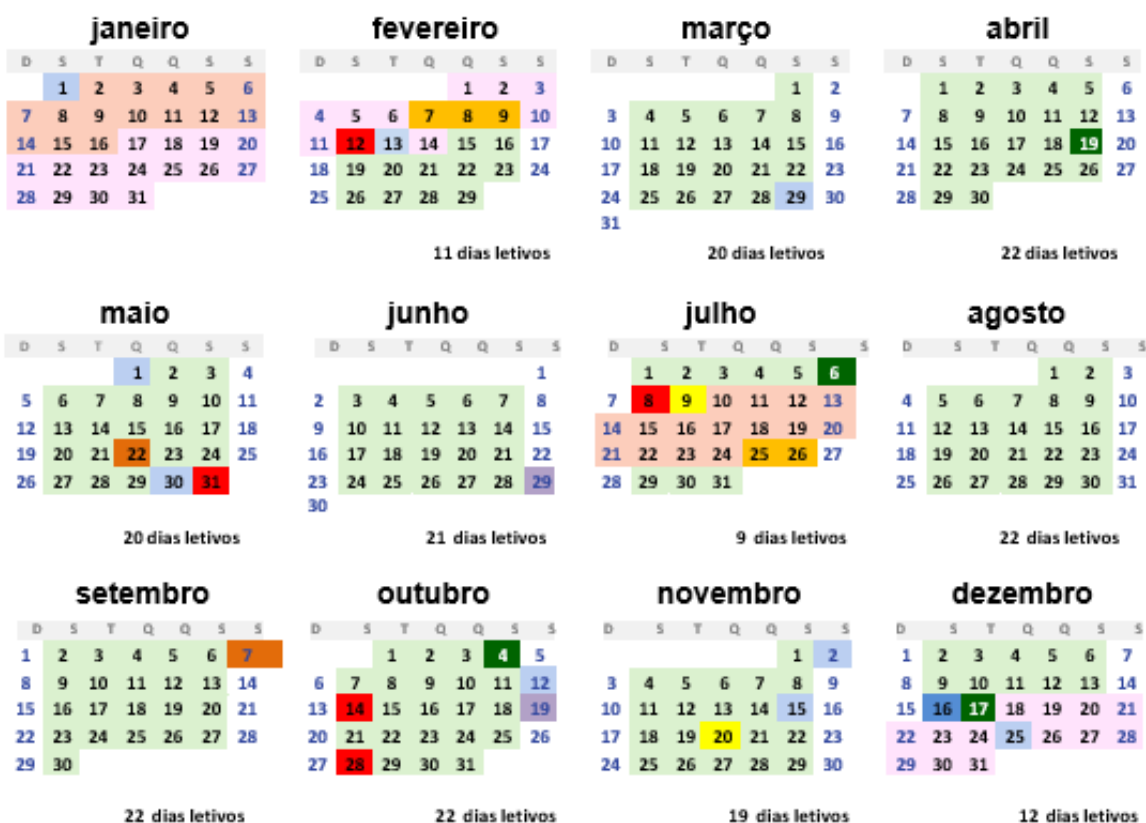 janeiro fevereiro março abril
D S T Q Q S S D S T Q Q S S D S T Q Q S S D S T Q Q S S
1 2 3 4 5 6 1 2 3 1 2 1 2 3 4 5 6
7 8 9 10 11 12 13 4 5 6 7 8 9 10 3 4 5 6 7 8 9 7 8 9 10 11 12 13
14 15 16 17 18 19 20 11 12 13 14 15 16 17 10 11 12 13 14 15 16 14 15 16 17 18 19 20
21 22 23 24 25 26 27 18 19 20 21 22 23 24 17 18 19 20 21 22 23 21 22 23 24 25 26 27
28 29 30 31 25 26 27 28 29 24 25 26 27 28 29 30 28 29 30
31
11 dias letivos 20 dias letivos 22 dias letivos
maio junho julho agosto
D S T Q Q S S D S T Q Q S S D S T Q Q S S D S T Q Q S S
1 2 3 4 1 1 2 3 4 5 6 1 2 3
5 6 7 8 9 10 11 2 3 4 5 6 7 8 7 8 9 10 11 12 13 4 5 6 7 8 9 10
12 13 14 15 16 17 18 9 10 11 12 13 14 15 14 15 16 17 18 19 20 11 12 13 14 15 16 17
19 20 21 22 23 24 25 16 17 18 19 20 21 22 21 22 23 24 25 26 27 18 19 20 21 22 23 24
26 27 28 29 30 31 23 24 25 26 27 28 29 28 29 30 31 25 26 27 28 29 30 31
30
20 dias letivos 21 dias letivos 9 dias letivos 22 dias letivos
setembro outubro novembro dezembro
D S T Q Q S S D S T Q Q S S D S T Q Q S S D S T Q Q S S
1 2 3 4 5 6 7 1 2 3 4 5 1 2 1 2 3 4 5 6 7
8 9 10 11 12 13 14 6 7 8 9 10 11 12 3 4 5 6 7 8 9 8 9 10 11 12 13 14
15 16 17 18 19 20 21 13 14 15 16 17 18 19 10 11 12 13 14 15 16 15 16 17 18 19 20 21
22 23 24 25 26 27 28 20 21 22 23 24 25 26 17 18 19 20 21 22 23 22 23 24 25 26 27 28
29 30 27 28 29 30 31 24 25 26 27 28 29 30 29 30 31
22 dias letivos 22 dias letivos 19 dias letivos 12 dias letivos